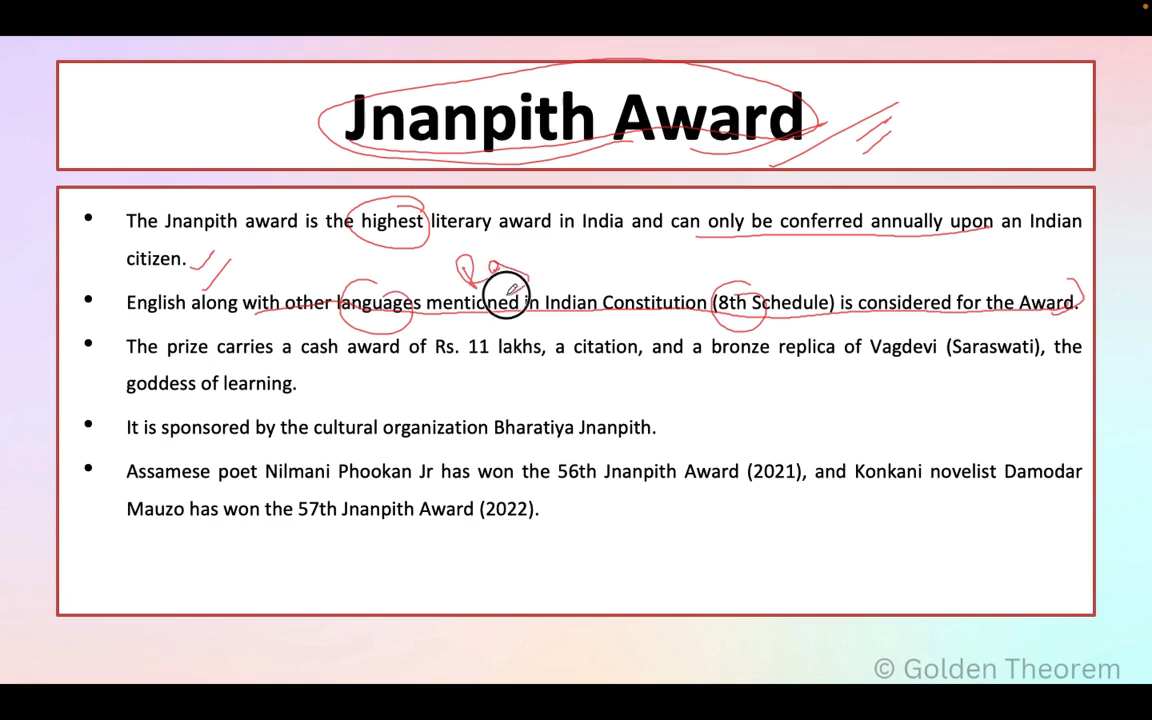 Jnanpith Award
• The Jnanpith award is the highest literary award in India and can only be conferred annually upon an Indian
citizen.
• English along with other languages mentioned in Indian Constitution (8th Schedule) is considered for the Award.
• The prize carries a cash award of Rs. 11 lakhs, a citation, and a bronze replica of Vagdevi (Saraswati), the
goddess of learning.
• It is sponsored by the cultural organization Bharatiya Jnanpith.
• Assamese poet Nilmani Phookan Jr has won the 56th Jnanpith Award (2021), and Konkani novelist Damodar
Mauzo has won the 57th Jnanpith Award (2022).
© Golden Theorem